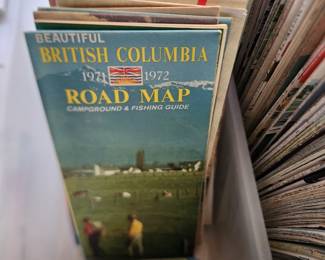 BEAUTIFUL
BRITISH COLUMBIA
1971 1972
ROAD MAP
CAMPGROUND & FISHING GUIDE